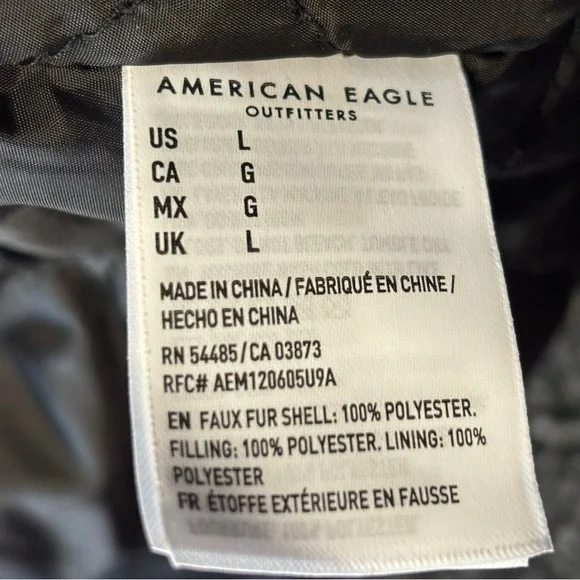 AMERICAN EAGLE
OUTFITTERS
US L
CA G
MX G
UK L
MADE IN CHINA / FABRIQUÉ EN CHINE /
HECHO EN CHINA
RN 54485 / CA 03873
RFC# AEM120605U9A
EN FAUX FUR SHELL: 100% POLYESTER.
FILLING: 100% POLYESTER. LINING: 100%
POLYESTER
FR ÉTOFFE EXTÉRIEURE EN FAUSSE